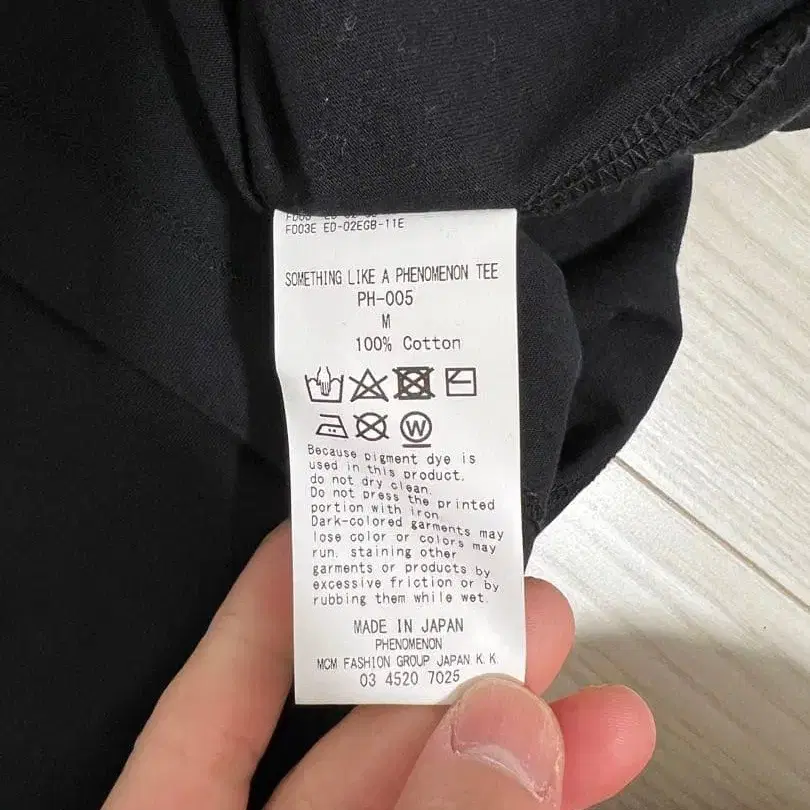 FD03E ED-02EGB-11E
SOMETHING LIKE A PHENOMENON TEE
PH-005
M
100% Cotton
W
Because pigment dye is
used in this product,
do not dry clean.
Do not press the printed
portion with iron.
Dark-colored garments may
lose color or colors may
run, staining other
garments or products by
excessive friction or by
rubbing them while wet.
MADE IN JAPAN
PHENOMENON
MCM FASHION GROUP JAPAN K.K.
03 4520 7025